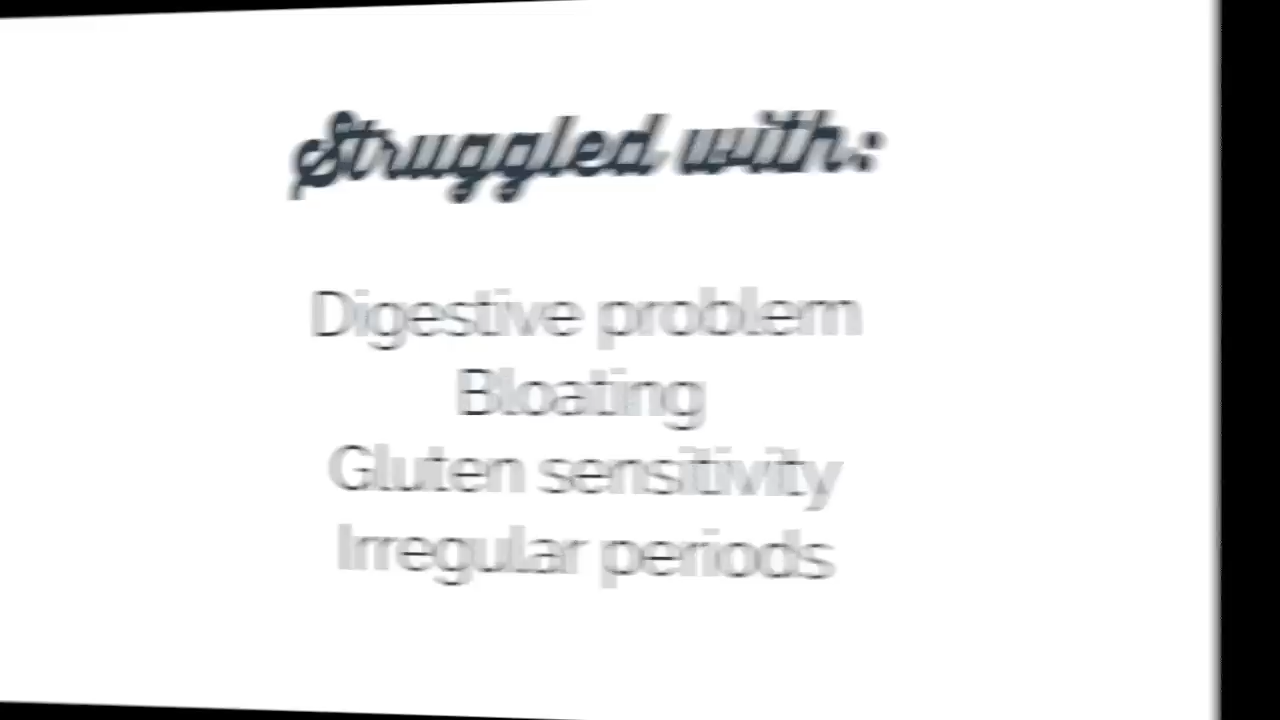 Struggled with:
Digestive problem
Bloating
Gluten sensitivity
Irregular periods